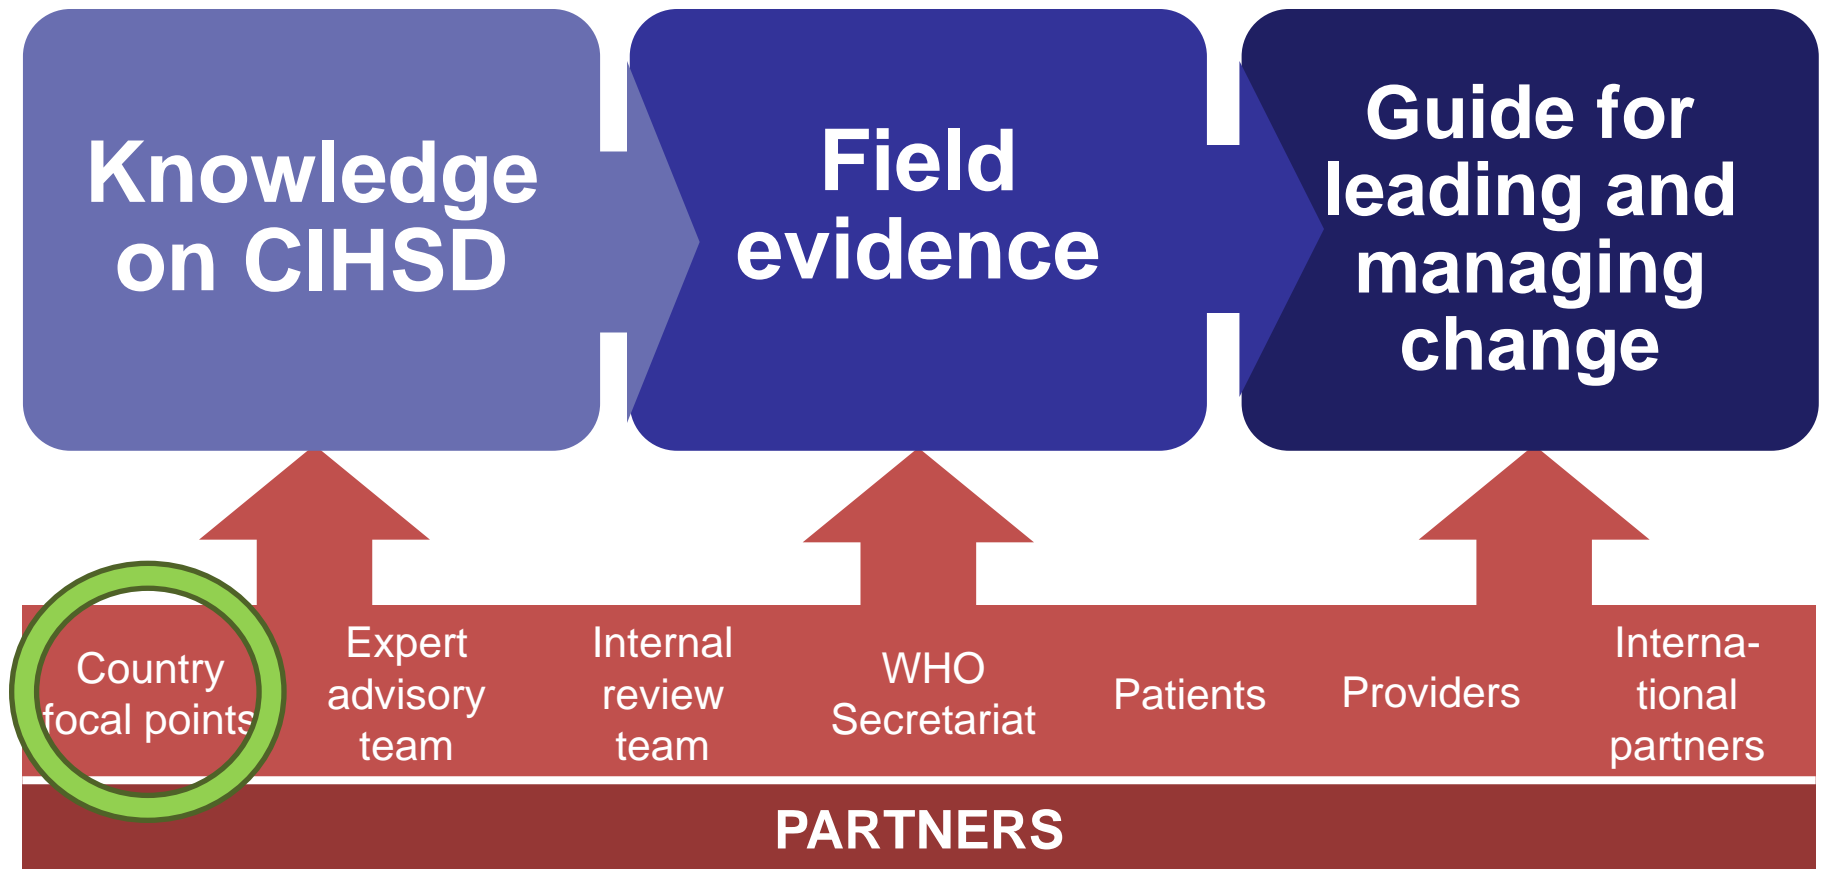 Knowledge
on CIHSD
Field
evidence
Guide for
leading and
managing
change
Country
focal points
Expert
advisory
team
Internal
review
team
WHO
Secretariat
Patients
Providers
Interna-
tional
partners
PARTNERS